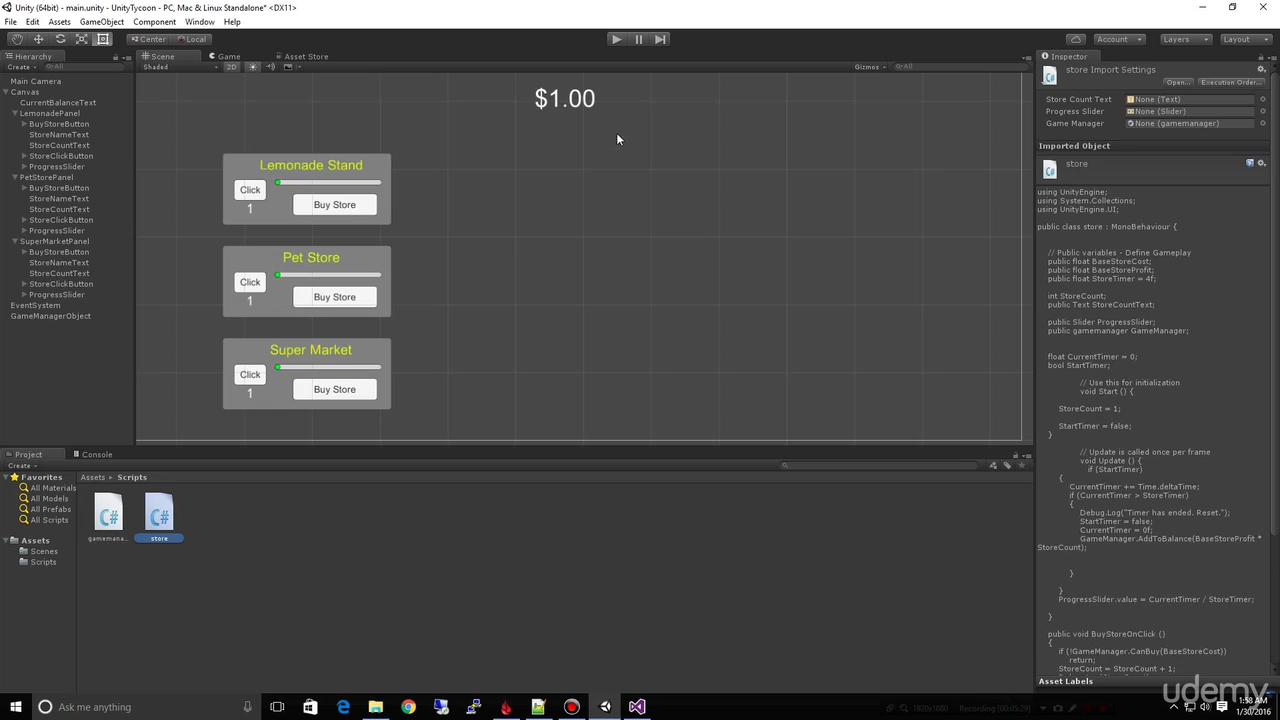 Unity (64bit) - main.unity - UnityTycoon - PC, Mac & Linux Standalone* <DX11>
File Edit Assets GameObject Component Window Help
Center Local Account Layers Layout
Hierarchy Scene Game Asset Store Inspector
Create All Shaded 2D Gizmos All
store Import Settings
Open... Execution Order...
Main Camera
Canvas
CurrentBalanceText
LemonadePanel
BuyStoreButton
StoreNameText
StoreCountText
StoreClickButton
ProgressSlider
PetStorePanel
BuyStoreButton
StoreNameText
StoreCountText
StoreClickButton
ProgressSlider
SuperMarketPanel
BuyStoreButton
StoreNameText
StoreCountText
StoreClickButton
ProgressSlider
EventSystem
GameManagerObject
$1.00
Lemonade Stand
Click
1
Buy Store
Pet Store
Click
1
Buy Store
Super Market
Click
1
Buy Store
Store Count Text None (Text)
Progress Slider None (Slider)
Game Manager None (gamemanager)
Imported Object
store
using UnityEngine;
using System.Collections;
using UnityEngine.UI;
public class store : MonoBehaviour {
// Public variables - Define Gameplay
public float BaseStoreCost;
public float BaseStoreProfit;
public float StoreTimer = 4f;
int StoreCount;
public Text StoreCountText;
public Slider ProgressSlider;
public gamemanager GameManager;
float CurrentTimer = 0;
bool StartTimer;
// Use this for initialization
void Start () {
StoreCount = 1;
StartTimer = false;
}
// Update is called once per frame
void Update () {
if (StartTimer)
{
CurrentTimer += Time.deltaTime;
if (CurrentTimer > StoreTimer)
{
Debug.Log("Timer has ended. Reset.");
StartTimer = false;
CurrentTimer = 0f;
GameManager.AddToBalance(BaseStoreProfit *
StoreCount);
}
}
ProgressSlider.value = CurrentTimer / StoreTimer;
}
public void BuyStoreOnClick ()
{
if (!GameManager.CanBuy(BaseStoreCost))
return;
StoreCount = StoreCount + 1;
Asset Labels
Project Console
Create
Favorites
All Materials
All Models
All Prefabs
All Scripts
Assets
Scenes
Scripts
Assets Scripts
C# C#
gamemana... store
udemy
Ask me anything
1920x1080 Recording [00:05:29]
1:58 AM
1/30/2016